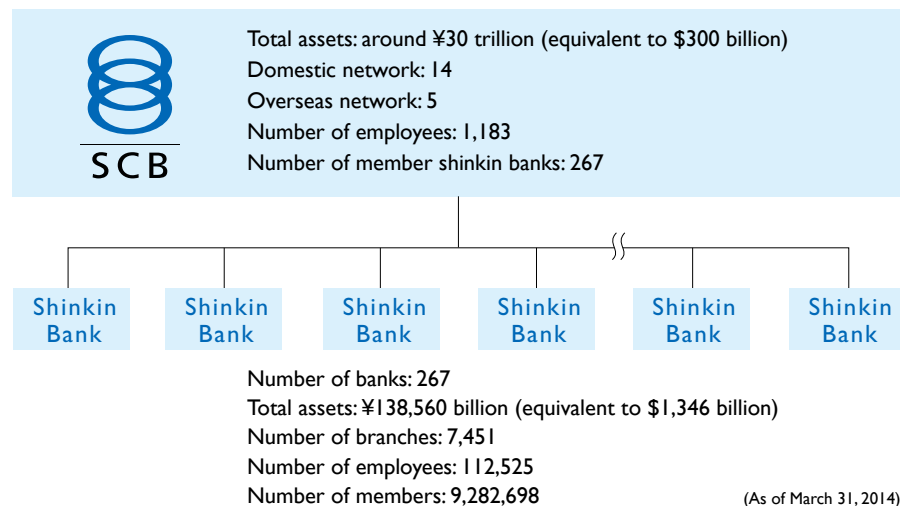 Total assets: around ¥30 trillion (equivalent to $300 billion)
Domestic network: 14
Overseas network: 5
Number of employees: 1,183
Number of member shinkin banks: 267
SCB
Shinkin
Bank
Shinkin
Bank
Shinkin
Bank
Shinkin
Bank
Shinkin
Bank
Shinkin
Bank
Number of banks: 267
Total assets: ¥138,560 billion (equivalent to $1,346 billion)
Number of branches: 7,451
Number of employees: 112,525
Number of members: 9,282,698
(As of March 31, 2014)